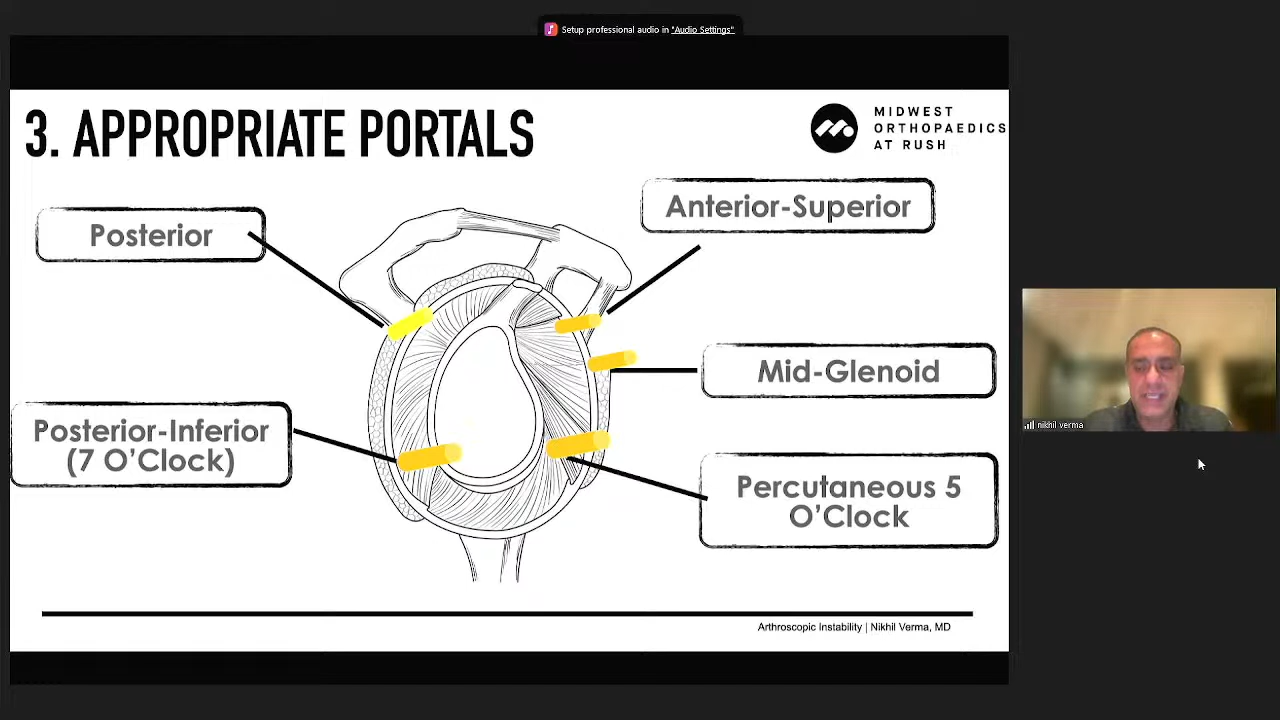 Setup professional audio in "Audio Settings"
3. APPROPRIATE PORTALS
MIDWEST
ORTHOPAEDICS
AT RUSH
Anterior-Superior
Posterior
Mid-Glenoid
Posterior-Inferior
(7 O'Clock)
Percutaneous 5
O'Clock
nikhil verma
Arthroscopic Instability | Nikhil Verma, MD